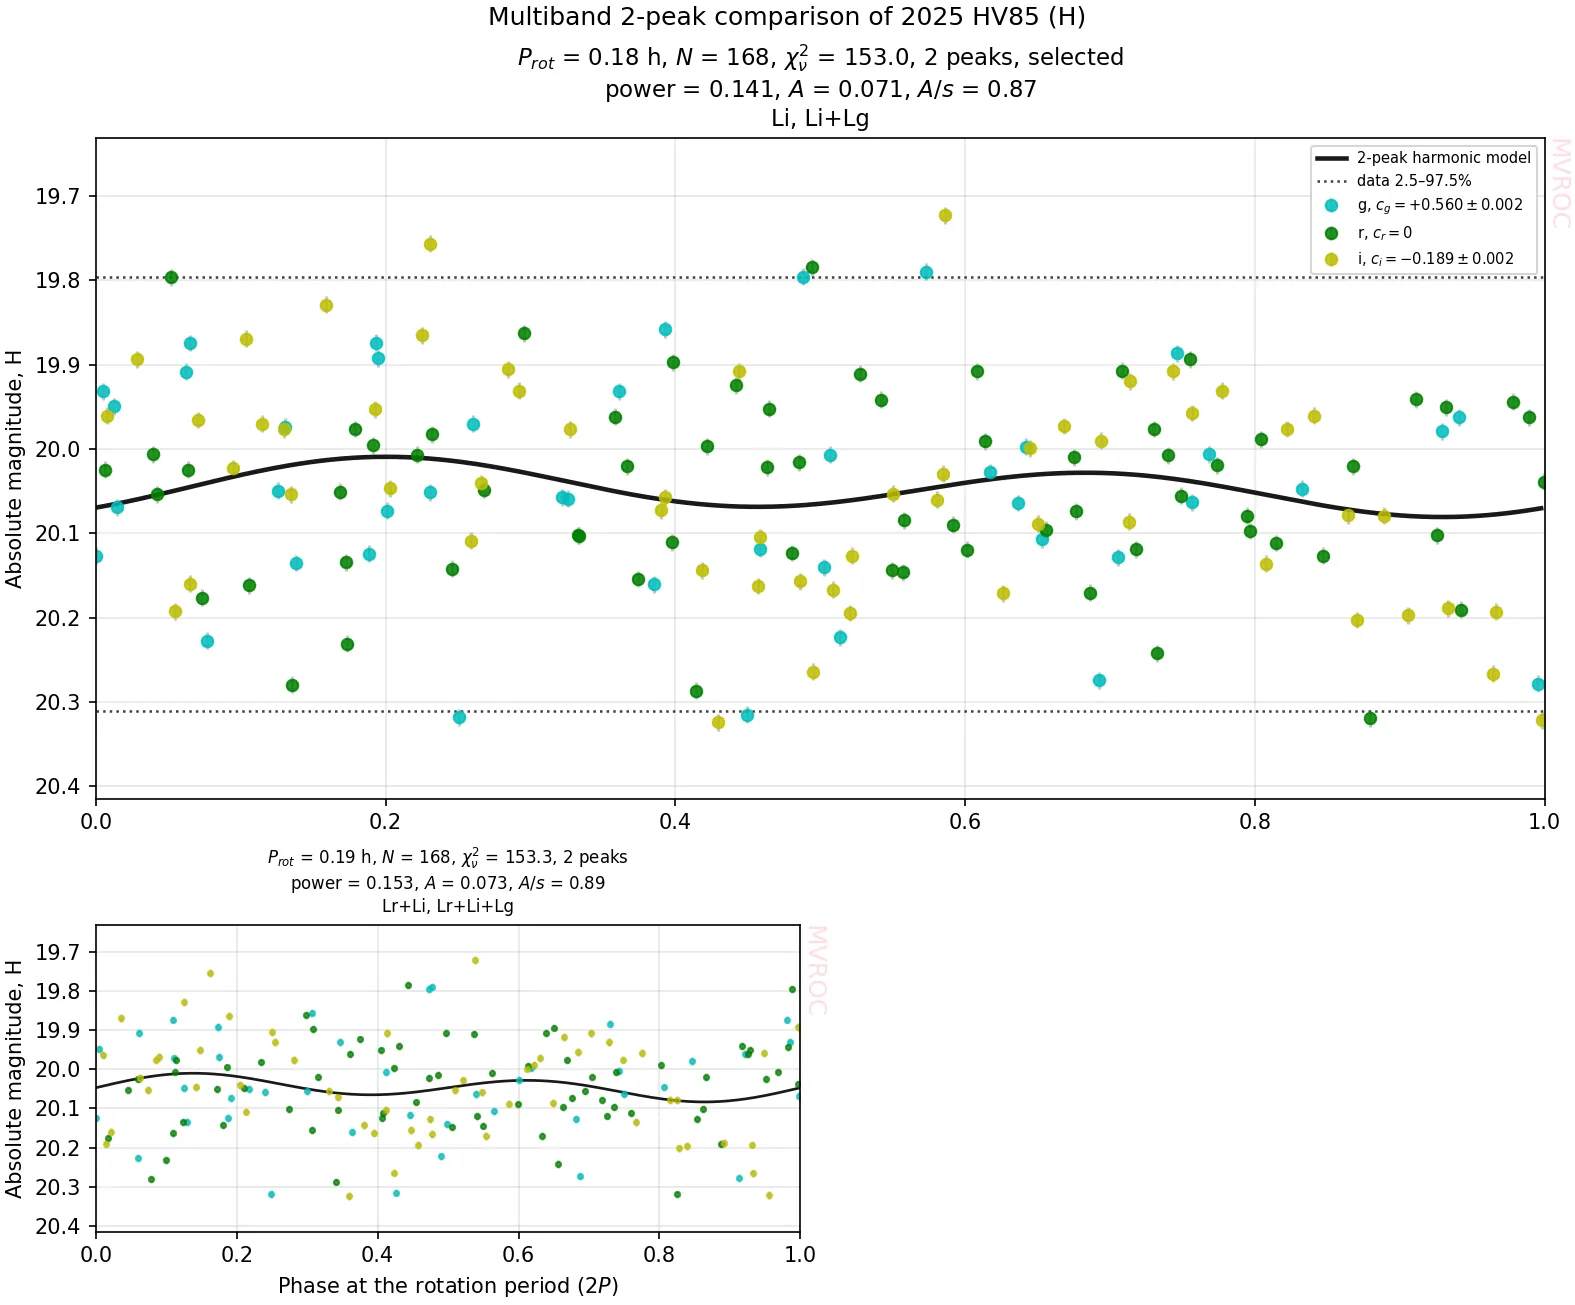 Multiband 2-peak comparison of 2025 HV85 (H)
P_rot = 0.18 h, N = 168, χ²_ν = 153.0, 2 peaks, selected
power = 0.141, A = 0.071, A/s = 0.87
Li, Li+Lg
2-peak harmonic model
data 2.5–97.5%
g, c_g = +0.560 ± 0.002
r, c_r = 0
i, c_i = −0.189 ± 0.002
MVROC
Absolute magnitude, H
19.7
19.8
19.9
20.0
20.1
20.2
20.3
20.4
0.0 0.2 0.4 0.6 0.8 1.0
P_rot = 0.19 h, N = 168, χ²_ν = 153.3, 2 peaks
power = 0.153, A = 0.073, A/s = 0.89
Lr+Li, Lr+Li+Lg
MVROC
Absolute magnitude, H
19.7
19.8
19.9
20.0
20.1
20.2
20.3
20.4
0.0 0.2 0.4 0.6 0.8 1.0
Phase at the rotation period (2P)